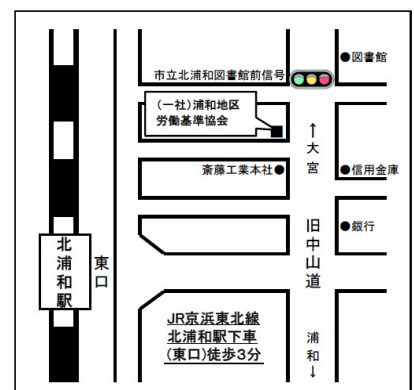 ●図書館
市立北浦和図書館前信号
(一社)浦和地区
労働基準協会
↑
大
宮
斎藤工業本社●
●信用金庫
●銀行
北
浦
和
駅
東
口
旧
中
山
道
JR京浜東北線
北浦和駅下車
(東口)徒歩3分
浦
和
↓